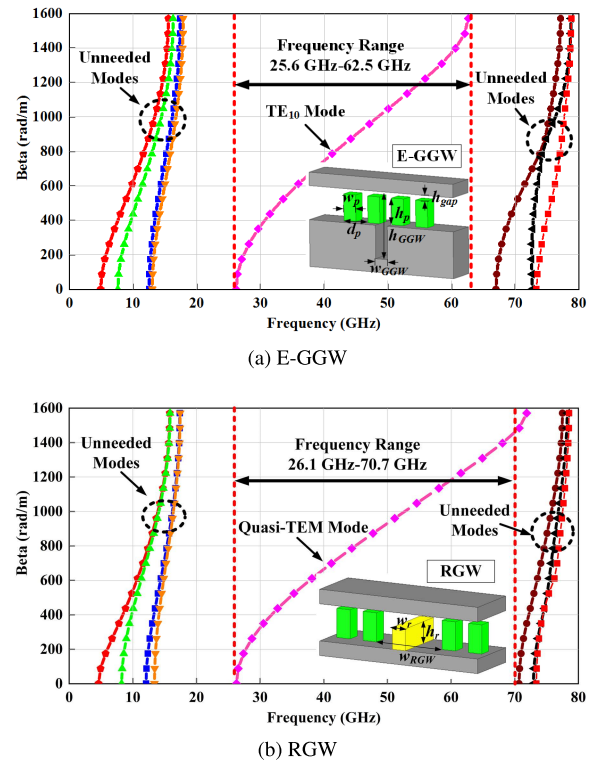 1600
1400
1200
1000
800
600
400
200
0
Beta (rad/m)
Unneeded
Modes
Frequency Range
25.6 GHz-62.5 GHz
TE10 Mode
Unneeded
Modes
E-GGW
wp
dp
hp
hgap
hGGW
wGGW
0 10 20 30 40 50 60 70 80
Frequency (GHz)
(a) E-GGW
1600
1400
1200
1000
800
600
400
200
0
Beta (rad/m)
Unneeded
Modes
Frequency Range
26.1 GHz-70.7 GHz
Quasi-TEM Mode
Unneeded
Modes
RGW
wr
hr
wRGW
0 10 20 30 40 50 60 70 80
Frequency (GHz)
(b) RGW